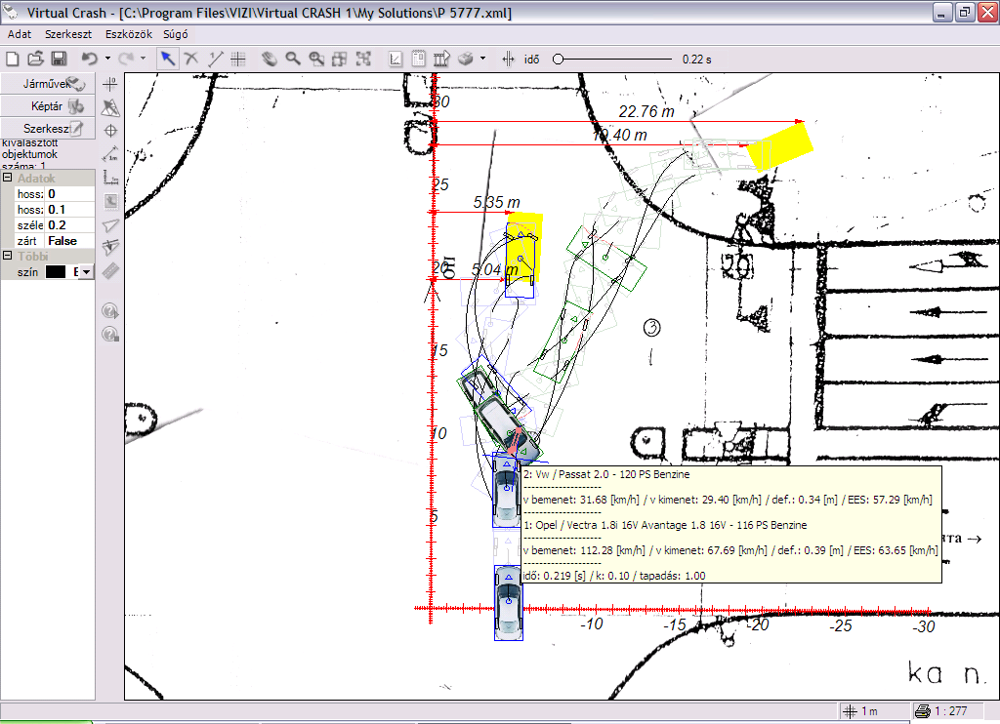 Virtual Crash - [C:\Program Files\VIZI\Virtual CRASH 1\My Solutions\P 5777.xml]
Adat Szerkeszt Eszközök Súgó
idő 0.22 s
Járművek
Képtár
Szerkeszt
kiválasztott
objektumok
száma: 1
Adatok
hoss: 0
hoss: 0.1
széle 0.2
zárt False
Többi
szín
30
22.76 m
19.40 m
25
5.35 m
20
5.04 m
3
15
10
5
2: Vw / Passat 2.0 - 120 PS Benzine
v bemenet: 31.68 [km/h] / v kimenet: 29.40 [km/h] / def.: 0.34 [m] / EES: 57.29 [km/h]
1: Opel / Vectra 1.8i 16V Avantage 1.8 16V - 116 PS Benzine
v bemenet: 112.28 [km/h] / v kimenet: 67.69 [km/h] / def.: 0.39 [m] / EES: 63.65 [km/h]
idő: 0.219 [s] / k: 0.10 / tapadás: 1.00
-10 -15 -20 -25 -30
ka n.
1 m 1 : 277